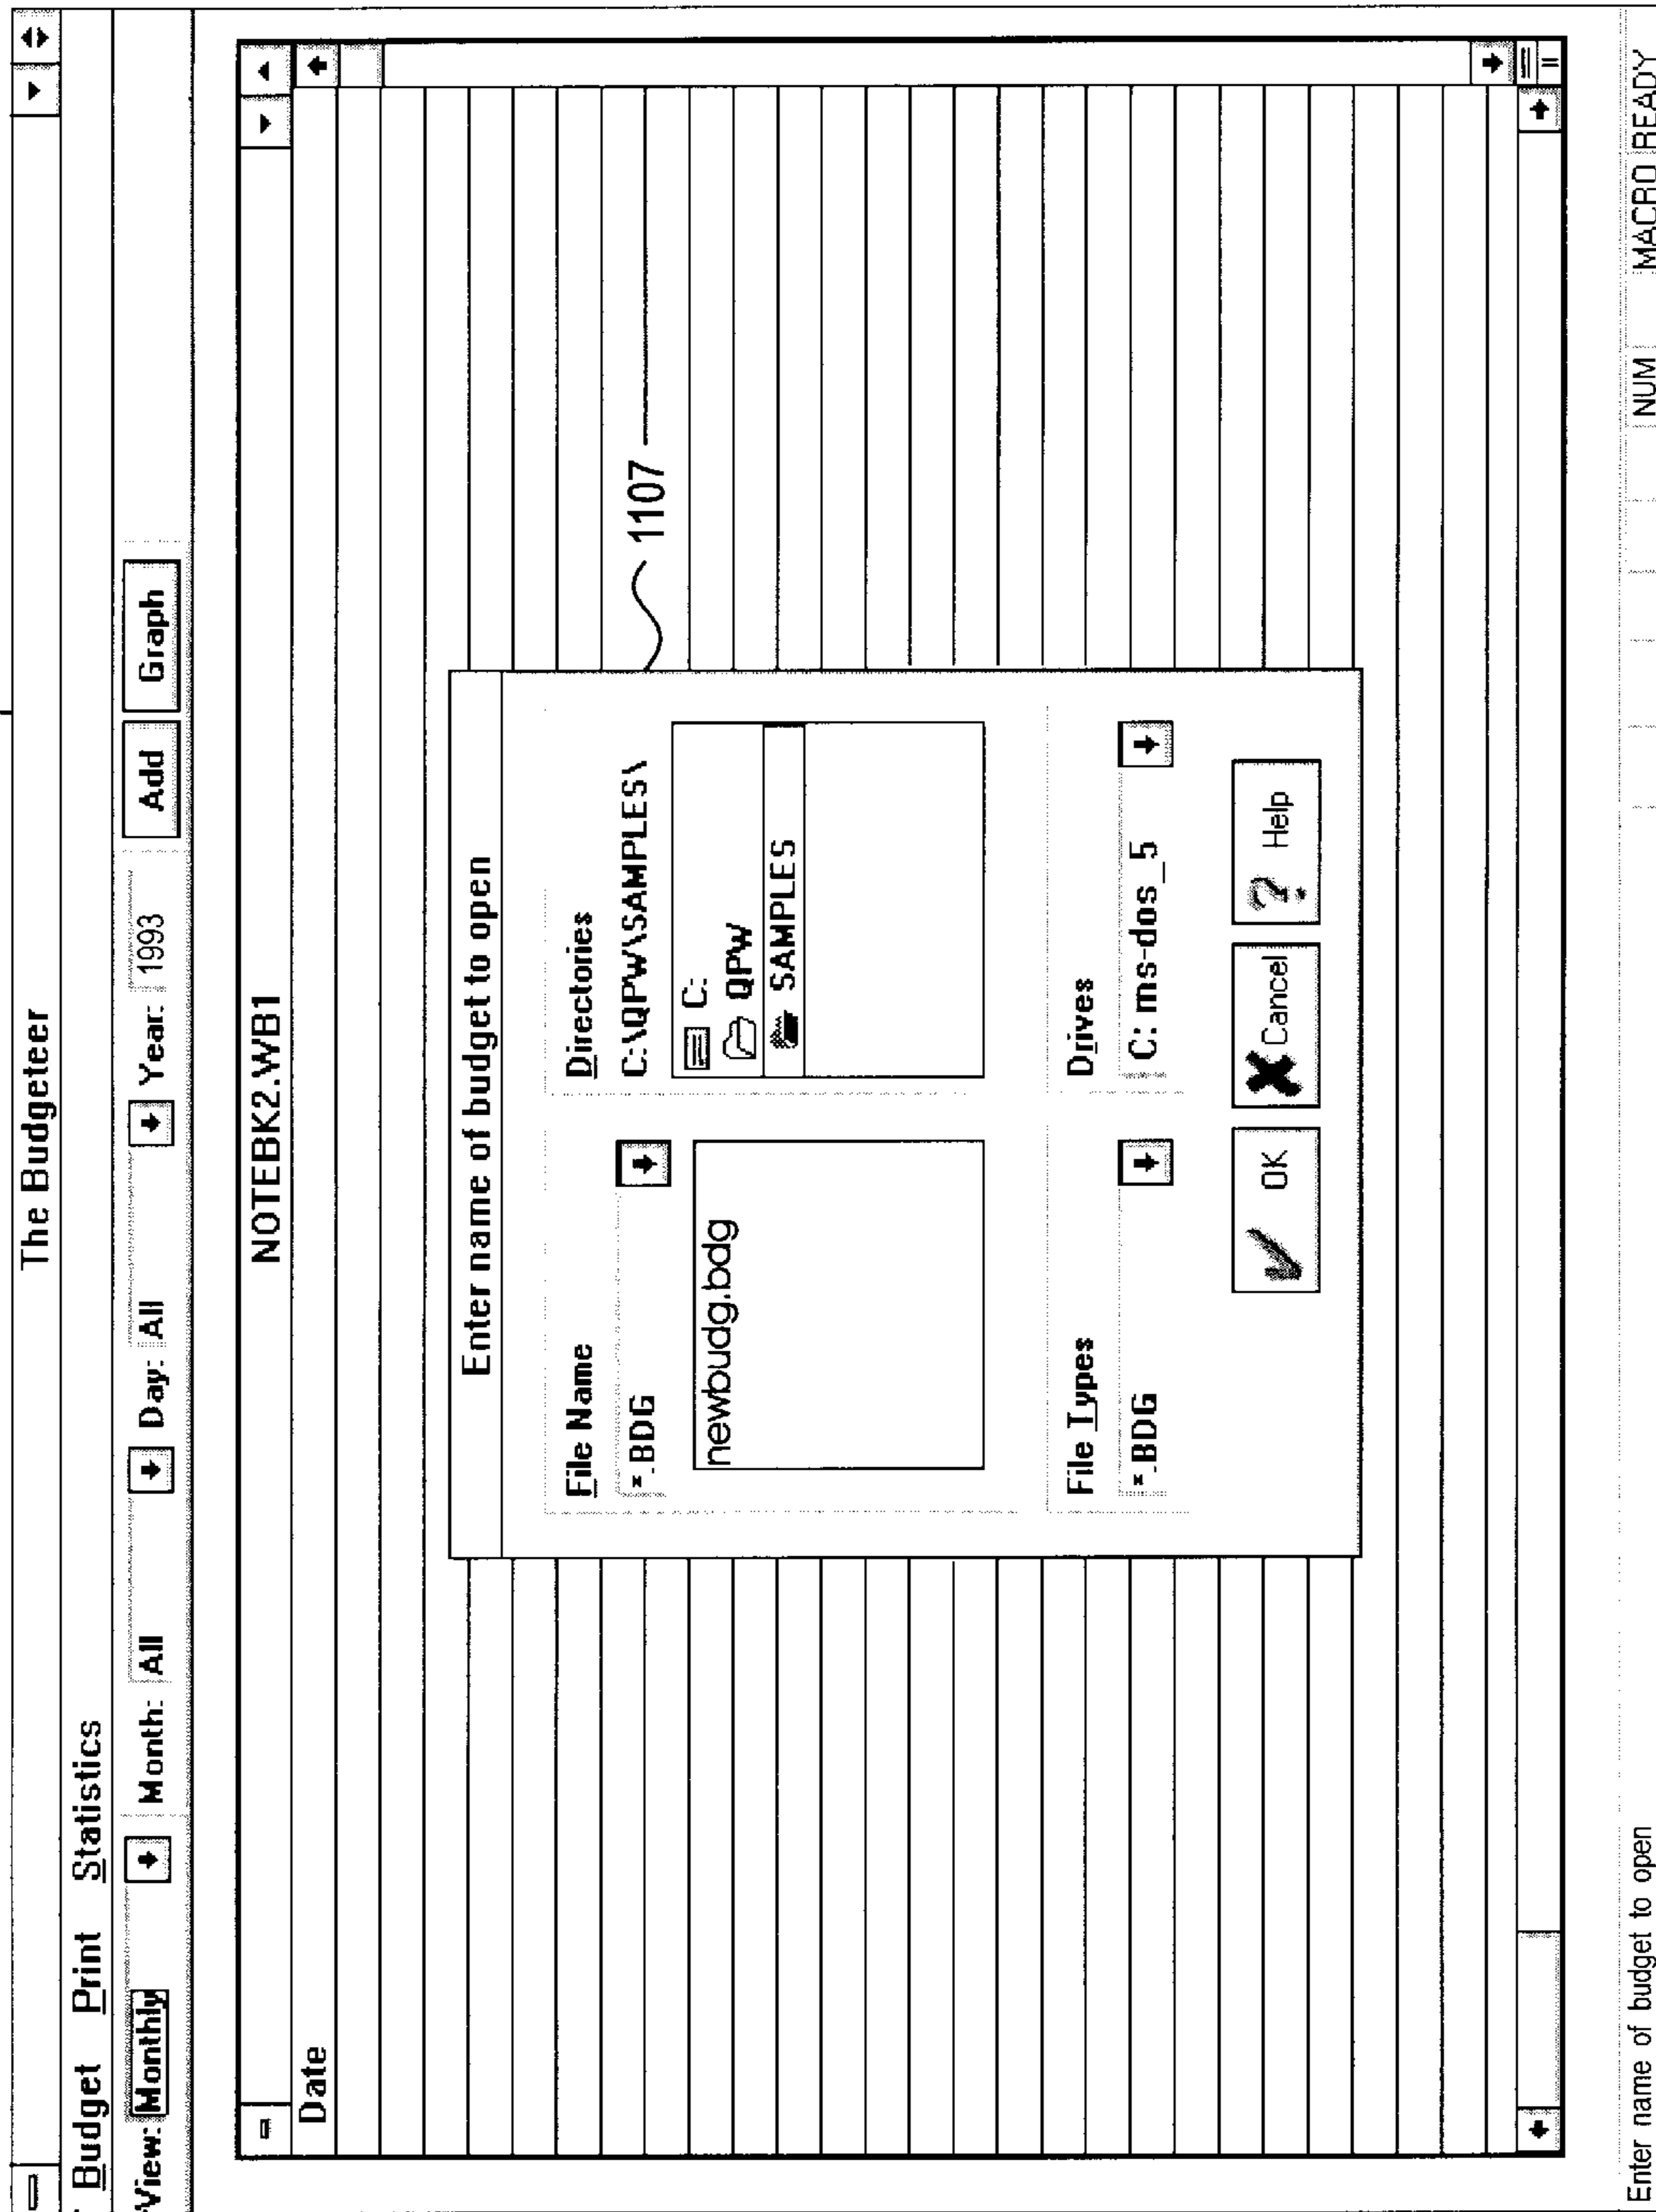 The Budgeteer
Budget Print Statistics
View: Monthly Month: All Day: All Year: 1993 Add Graph
NOTEBK2.WB1
Date
Enter name of budget to open
File Name Directories
*.BDG C:\QPW\SAMPLES\
newbudg.bdg C:
QPW
SAMPLES
1107
File Types Drives
*.BDG C: ms-dos_5
OK Cancel ? Help
Enter name of budget to open NUM MACRO READY